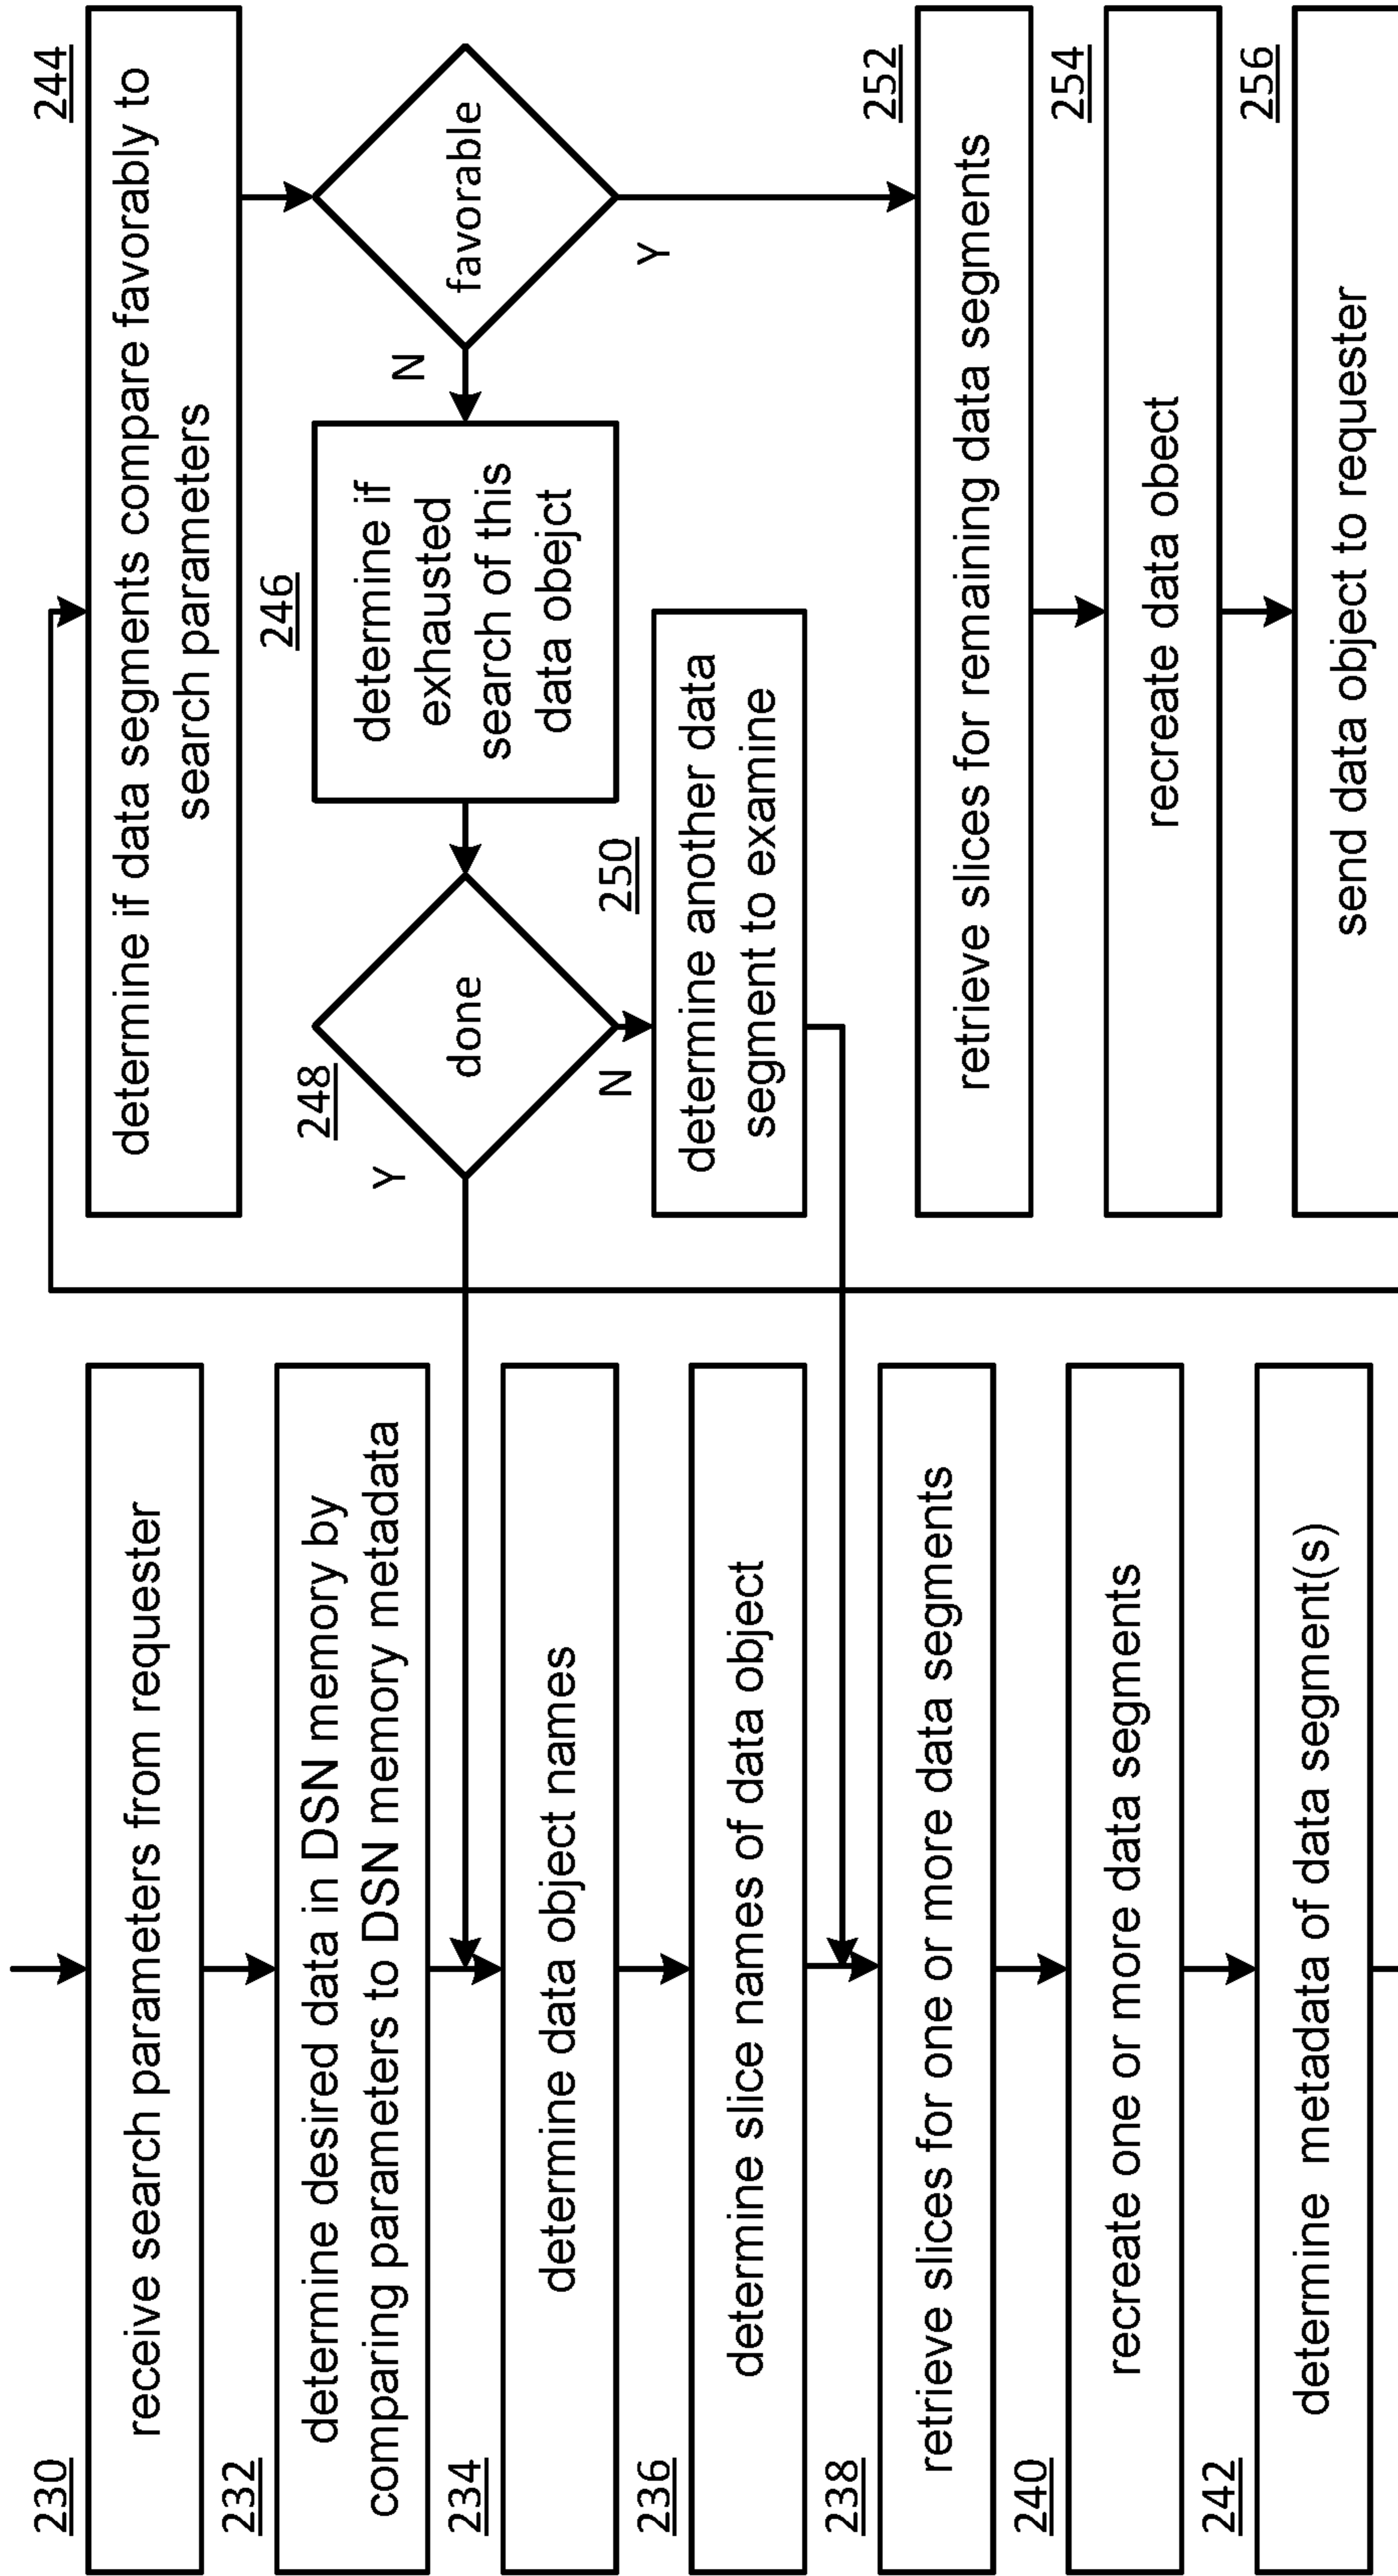 230
receive search parameters from requester
232
determine desired data in DSN memory by
comparing parameters to DSN memory metadata
234
determine data object names
236
determine slice names of data object
238
retrieve slices for one or more data segments
240
recreate one or more data segments
242
determine metadata of data segment(s)
244
determine if data segments compare favorably to
search parameters
favorable
N
Y
246
determine if
exhausted
search of this
data obejct
248
done
Y
N
250
determine another data
segment to examine
252
retrieve slices for remaining data segments
254
recreate data obect
256
send data object to requester